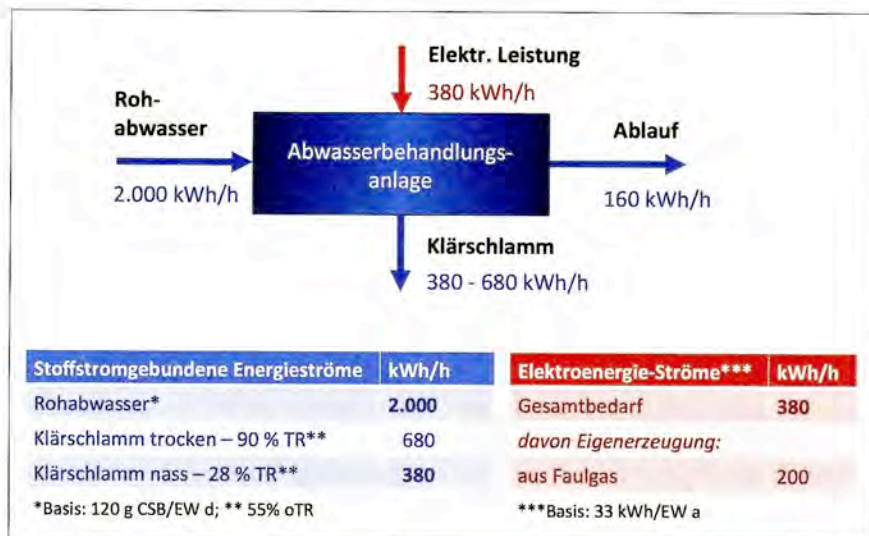 Elektr. Leistung
380 kWh/h
Roh-
abwasser
2.000 kWh/h
Abwasserbehandlungs-
anlage
Ablauf
160 kWh/h
Klärschlamm
380 - 680 kWh/h
Stoffstromgebundene Energieströme kWh/h
Rohabwasser* 2.000
Klärschlamm trocken – 90 % TR** 680
Klärschlamm nass – 28 % TR** 380
*Basis: 120 g CSB/EW d; ** 55% oTR
Elektroenergie-Ströme*** kWh/h
Gesamtbedarf 380
davon Eigenerzeugung:
aus Faulgas 200
***Basis: 33 kWh/EW a